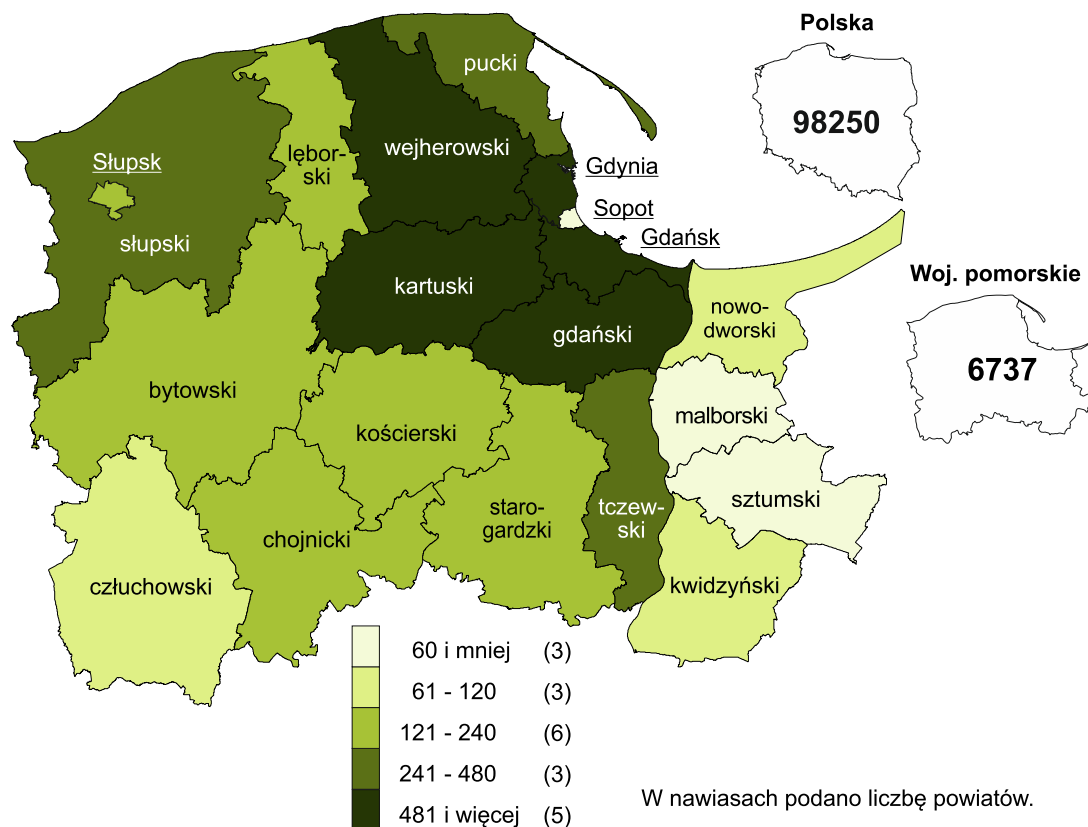 Polska
98250
pucki
wejherowski
lębor-
ski
Słupsk
słupski
Gdynia
Sopot
Gdańsk
kartuski
gdański
nowo-
dworski
Woj. pomorskie
6737
bytowski
kościerski
malborski
sztumski
staro-
gardzki
tczew-
ski
chojnicki
człuchowski
kwidzyński
60 i mniej (3)
61 - 120 (3)
121 - 240 (6)
241 - 480 (3)
481 i więcej (5)
W nawiasach podano liczbę powiatów.